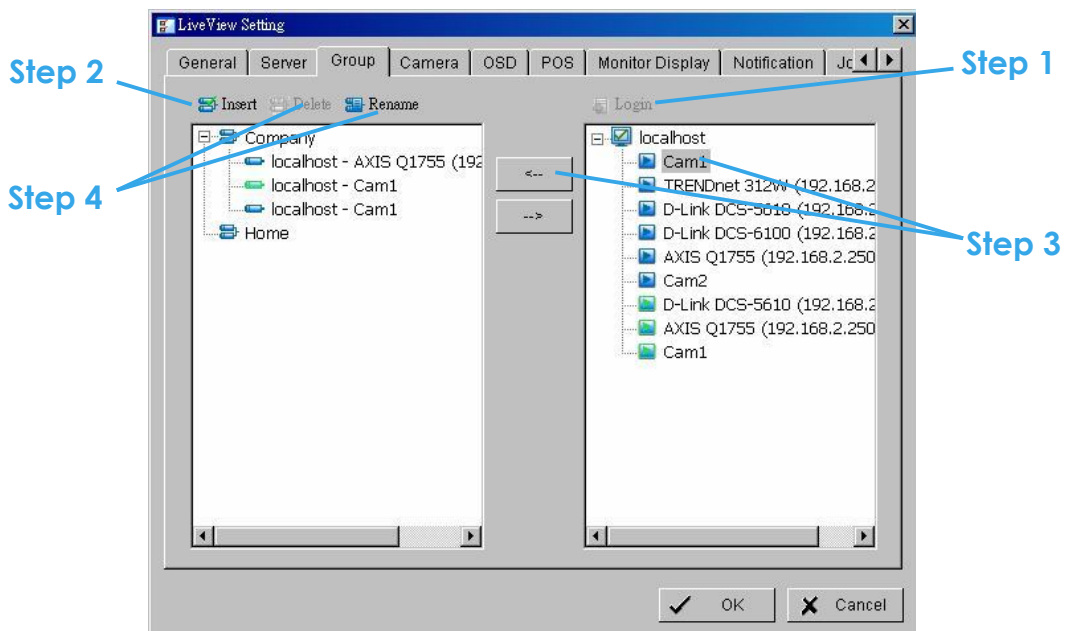 LiveView Setting
General Server Group Camera OSD POS Monitor Display Notification
Step 2
Step 1
Insert Delete Rename
Login
Company
localhost - AXIS Q1755 (192
localhost - Cam1
localhost - Cam1
Home
Step 4
<--
-->
localhost
Cam1
TRENDnet 312W (192.168.2
D-Link DCS-5610 (192.168.2
D-Link DCS-6100 (192.168.2
AXIS Q1755 (192.168.2.250
Cam2
D-Link DCS-5610 (192.168.2
AXIS Q1755 (192.168.2.250
Cam1
Step 3
OK Cancel